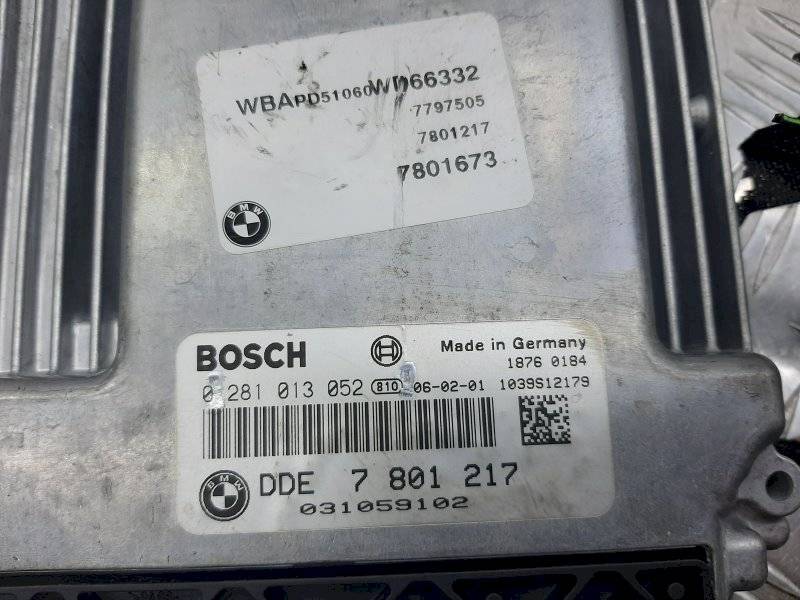 WBAPD51060WD66332
7797505
7801217
7801673
BMW
BOSCH Made in Germany
1876 0184
0 281 013 052 810 06-02-01 1039S12179
BMW DDE 7 801 217
031059102